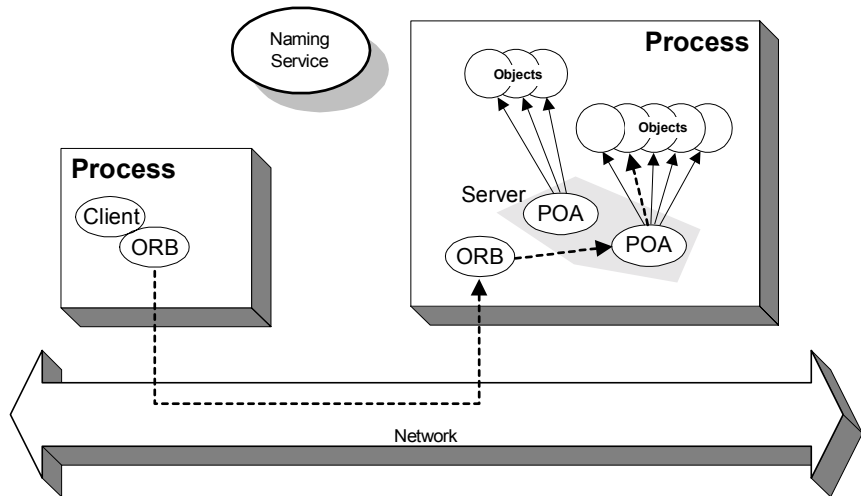 Naming
Service
Process
Objects
Objects
Process
Client
ORB
Server
POA
POA
ORB
Network